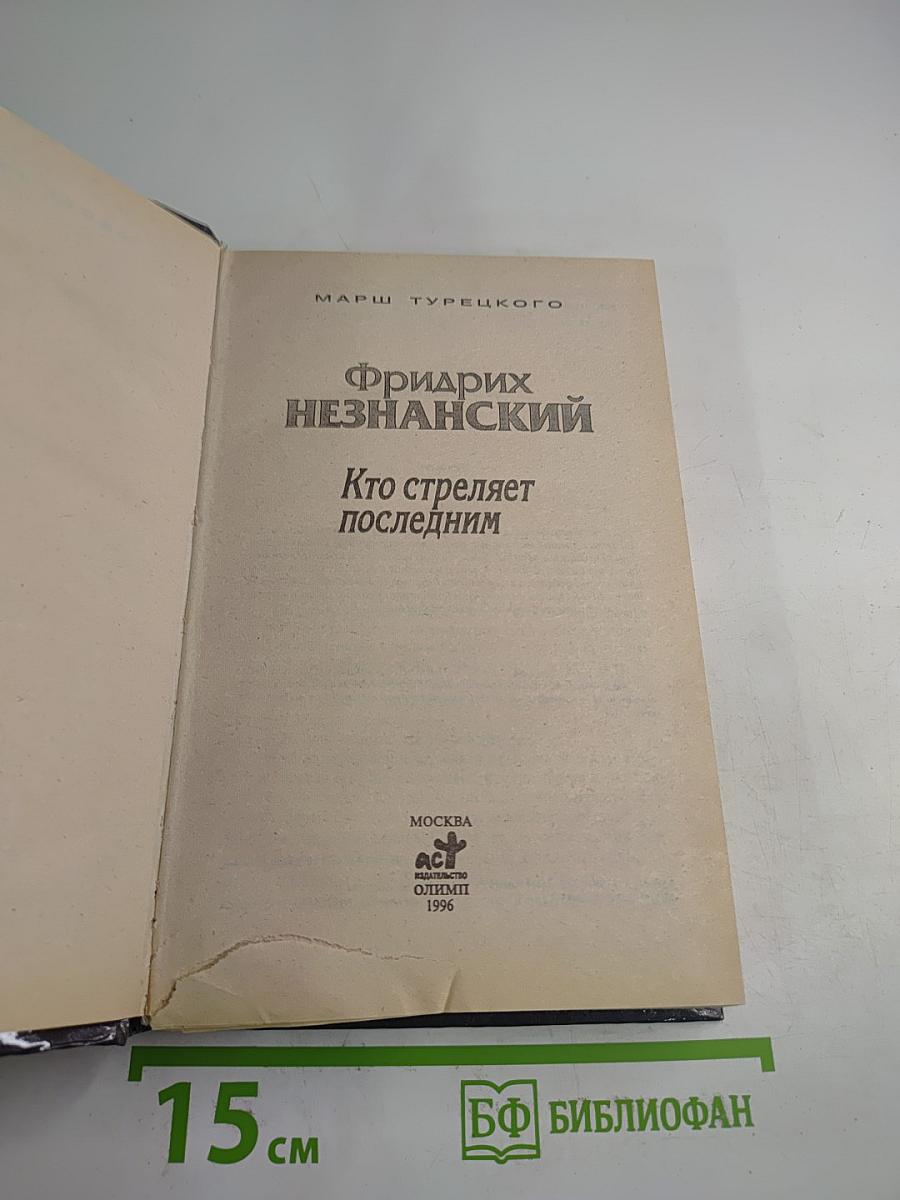 МАРШ ТУРЕЦКОГО
Фридрих
НЕЗНАНСКИЙ
Кто стреляет
последним
МОСКВА
аст
ИЗДАТЕЛЬСТВО
ОЛИМП
1996
15 см
БФ БИБЛИОФАН